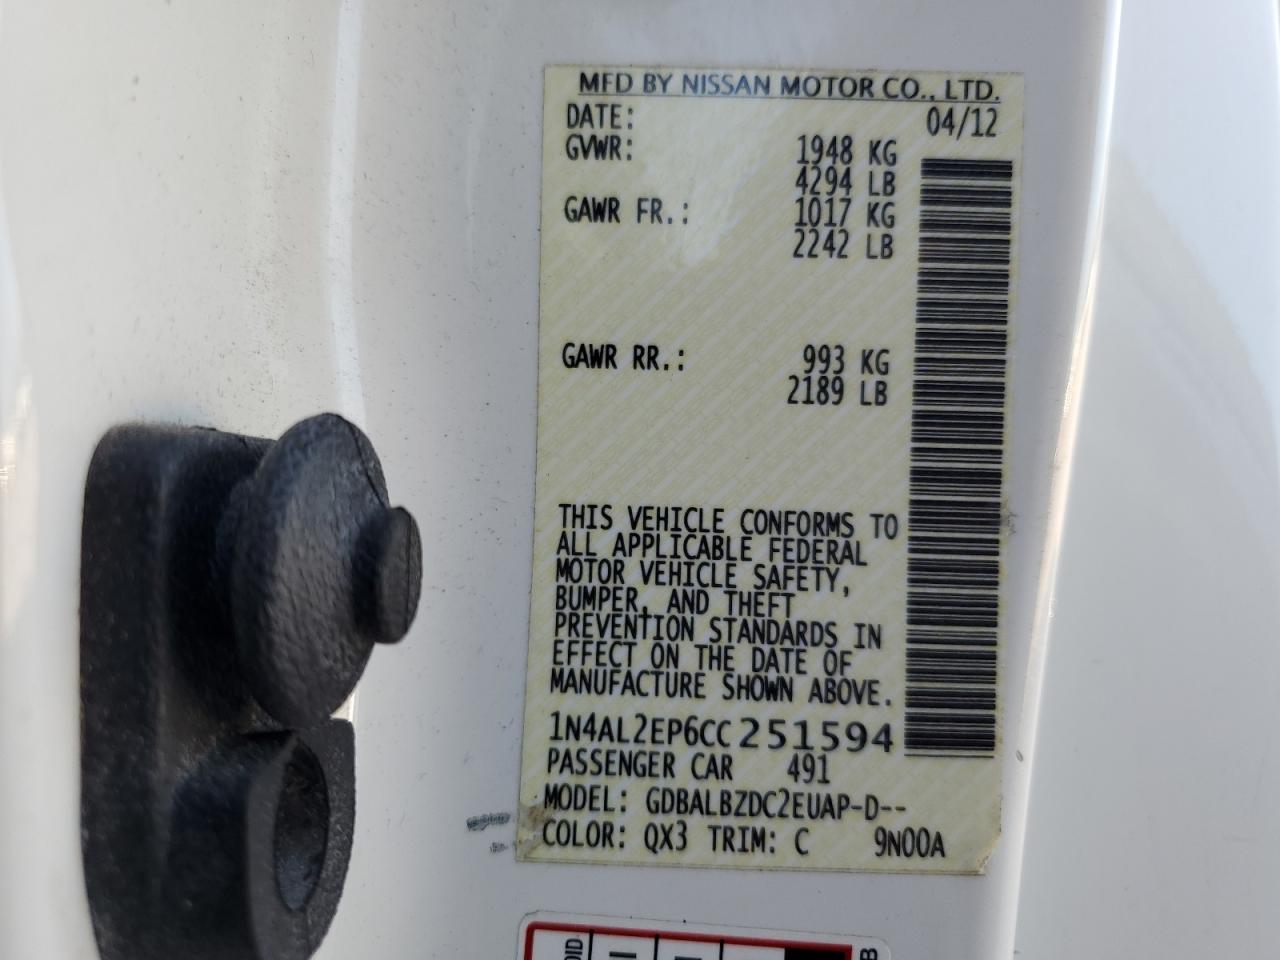 MFD BY NISSAN MOTOR CO., LTD.
DATE: 04/12
GVWR: 1948 KG
4294 LB
GAWR FR.: 1017 KG
2242 LB
GAWR RR.: 993 KG
2189 LB
THIS VEHICLE CONFORMS TO
ALL APPLICABLE FEDERAL
MOTOR VEHICLE SAFETY,
BUMPER, AND THEFT
PREVENTION STANDARDS IN
EFFECT ON THE DATE OF
MANUFACTURE SHOWN ABOVE.
1N4AL2EP6CC251594
PASSENGER CAR 491
MODEL: GDBALBZDC2EUAP-D--
COLOR: QX3 TRIM: C 9N00A